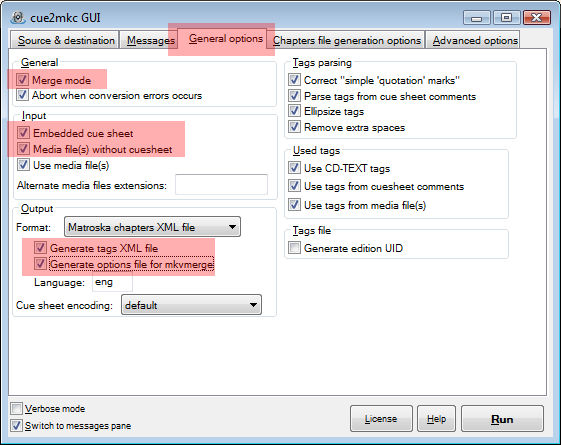 cue2mkc GUI
Source & destination Messages General options Chapters file generation options Advanced options
General
Merge mode
Abort when conversion errors occurs
Input
Embedded cue sheet
Media file(s) without cuesheet
Use media file(s)
Alternate media files extensions:
Output
Format: Matroska chapters XML file
Generate tags XML file
Generate options file for mkvmerge
Language: eng
Cue sheet encoding: default
Tags parsing
Correct "simple 'quotation' marks"
Parse tags from cue sheet comments
Ellipsize tags
Remove extra spaces
Used tags
Use CD-TEXT tags
Use tags from cuesheet comments
Use tags from media file(s)
Tags file
Generate edition UID
Verbose mode
Switch to messages pane
License Help Run